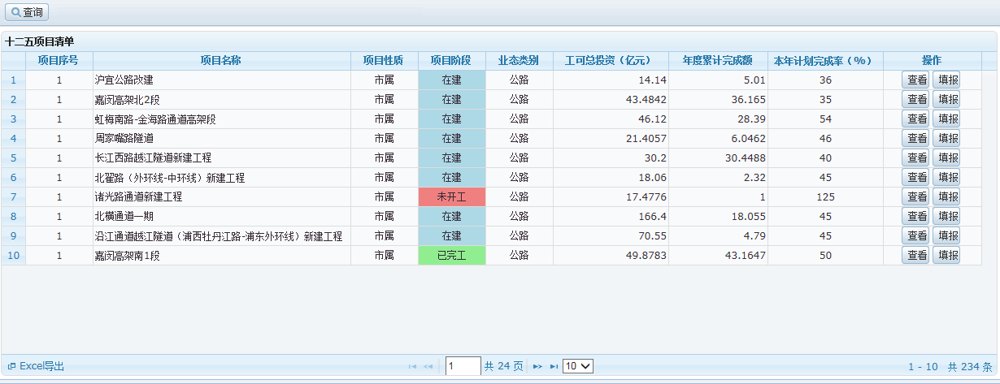 查询
十二五项目清单
项目序号 项目名称 项目性质 项目阶段 业态类别 工可总投资（亿元） 年度累计完成额 本年计划完成率（%） 操作
1 1 沪宜公路改建 市属 在建 公路 14.14 5.01 36 查看 填报
2 1 嘉闵高架北2段 市属 在建 公路 43.4842 36.165 35 查看 填报
3 1 虹梅南路-金海路通道高架段 市属 在建 公路 46.12 28.39 54 查看 填报
4 1 周家嘴路隧道 市属 在建 公路 21.4057 6.0462 46 查看 填报
5 1 长江西路越江隧道新建工程 市属 在建 公路 30.2 30.4488 40 查看 填报
6 1 北翟路（外环线-中环线）新建工程 市属 在建 公路 18.06 2.32 45 查看 填报
7 1 诸光路通道新建工程 市属 未开工 公路 17.4776 1 125 查看 填报
8 1 北横通道一期 市属 在建 公路 166.4 18.055 45 查看 填报
9 1 沿江通道越江隧道（浦西牡丹江路-浦东外环线）新建工程 市属 在建 公路 70.55 4.79 45 查看 填报
10 1 嘉闵高架南1段 市属 已完工 公路 49.8783 43.1647 50 查看 填报
Excel导出 1 共 24 页 10 1 - 10 共 234 条